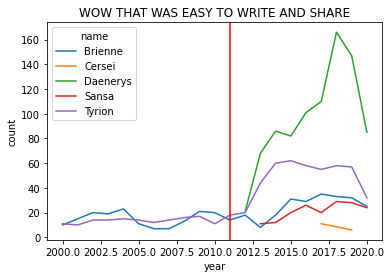 WOW THAT WAS EASY TO WRITE AND SHARE
name
Brienne
Cersei
Daenerys
Sansa
Tyrion
count
160
140
120
100
80
60
40
20
0
2000.0 2002.5 2005.0 2007.5 2010.0 2012.5 2015.0 2017.5 2020.0
year